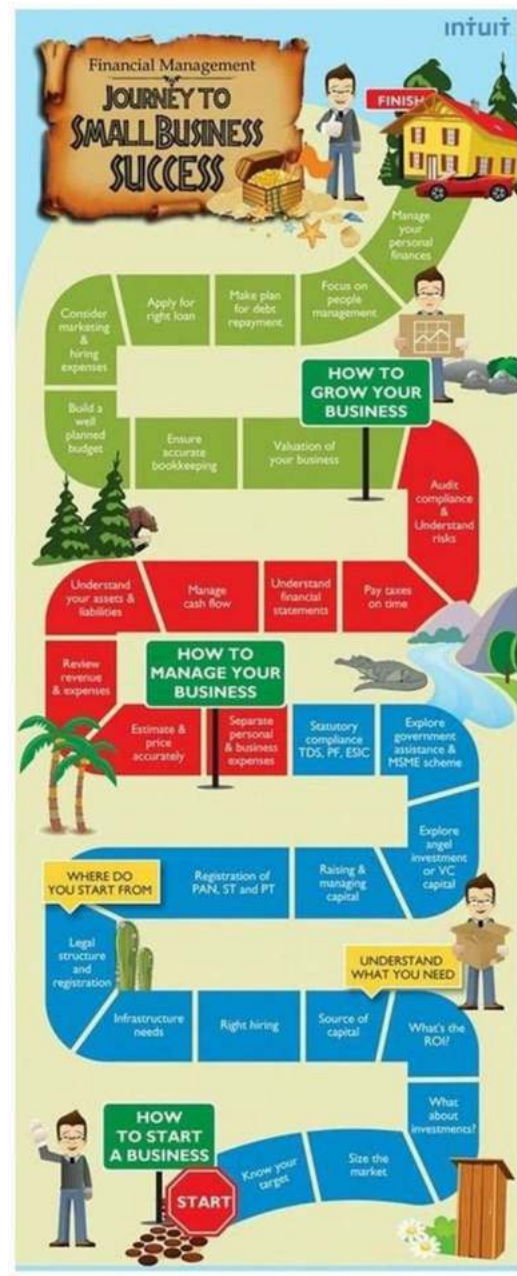 intuit
Financial Management
JOURNEY TO
SMALL BUSINESS
SUCCESS
FINISH
Manage
your
personal
finances
Focus on
people
management
Make plan
for debt
repayment
Apply for
right loan
Consider
marketing
&
hiring
expenses
Build a
well
planned
budget
Ensure
accurate
bookkeeping
Valuation of
your business
HOW TO
GROW YOUR
BUSINESS
Audit
compliance
&
Understand
risks
Pay taxes
on time
Understand
financial
statements
Manage
cash flow
Understand
your assets &
liabilities
Review
revenue
& expenses
HOW TO
MANAGE YOUR
BUSINESS
Estimate &
price
accurately
Separate
personal
& business
expenses
Statutory
compliance
TDS, PF, ESIC
Explore
government
assistance &
MSME scheme
Explore
angel
investment
or VC
capital
Raising &
managing
capital
Registration of
PAN, ST and PT
WHERE DO
YOU START FROM
Legal
structure
and
registration
Infrastructure
needs
Right hiring
Source of
capital
UNDERSTAND
WHAT YOU NEED
What's the
ROI?
What
about
investments?
Size the
market
Know your
target
HOW
TO START
A BUSINESS
START